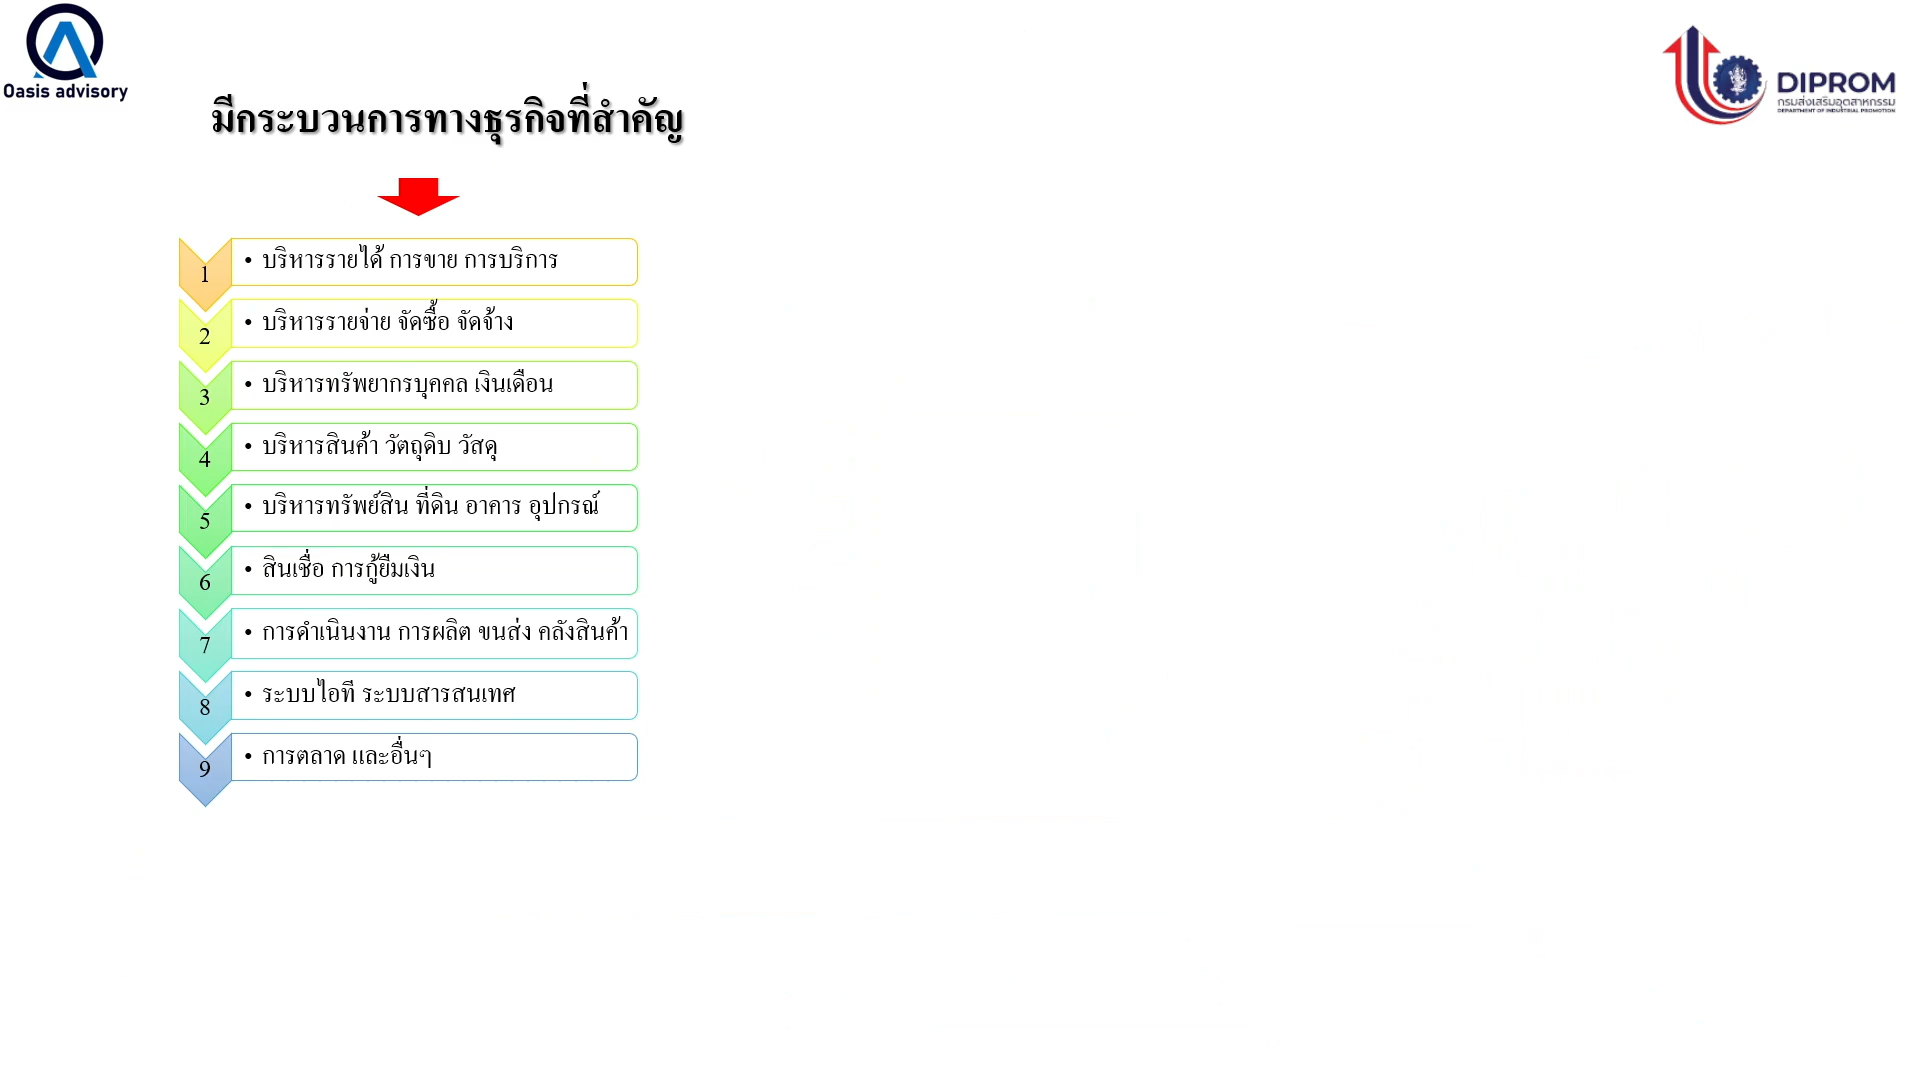 Oasis advisory
DIPROM
กรมส่งเสริมอุตสาหกรรม
DEPARTMENT OF INDUSTRIAL PROMOTION
มีกระบวนการทางธุรกิจที่สำคัญ
1 • บริหารรายได้ การขาย การบริการ
2 • บริหารรายจ่าย จัดซื้อ จัดจ้าง
3 • บริหารทรัพยากรบุคคล เงินเดือน
4 • บริหารสินค้า วัตถุดิบ วัสดุ
5 • บริหารทรัพย์สิน ที่ดิน อาคาร อุปกรณ์
6 • สินเชื่อ การกู้ยืมเงิน
7 • การดำเนินงาน การผลิต ขนส่ง คลังสินค้า
8 • ระบบไอที ระบบสารสนเทศ
9 • การตลาด และอื่นๆ